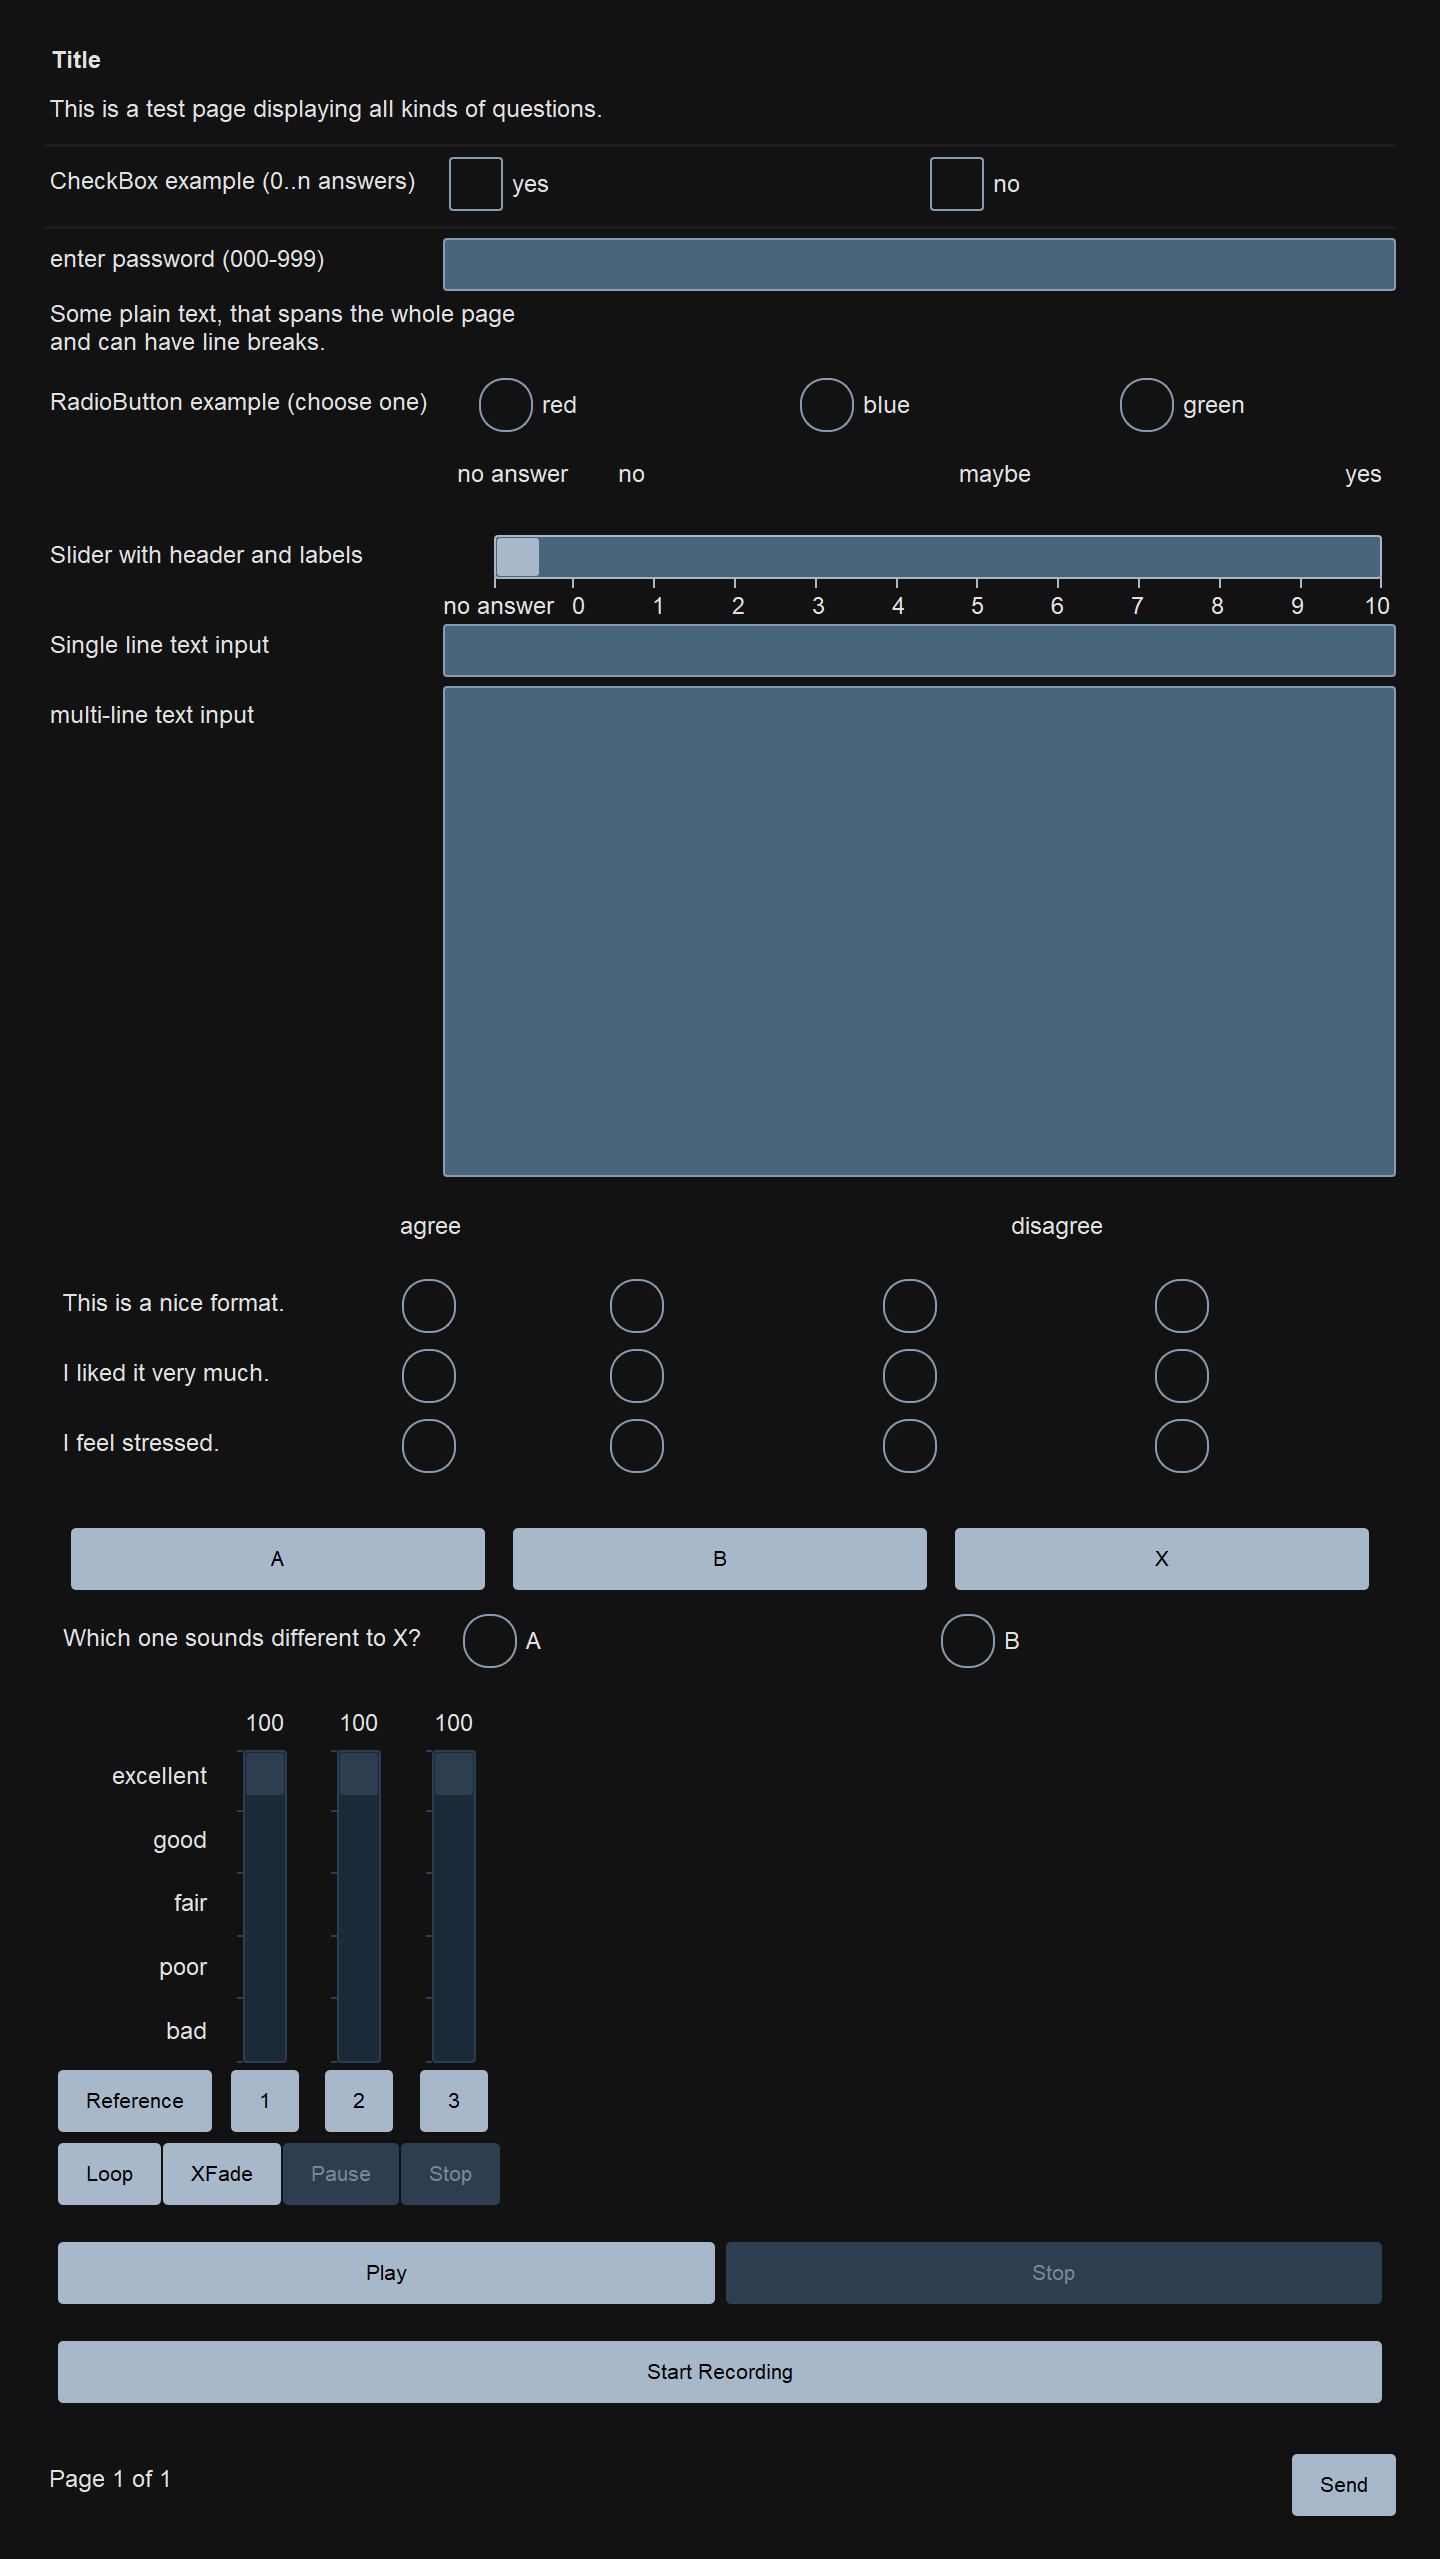 Title
This is a test page displaying all kinds of questions.
CheckBox example (0..n answers) yes no
enter password (000-999)
Some plain text, that spans the whole page
and can have line breaks.
RadioButton example (choose one) red blue green
no answer no maybe yes
Slider with header and labels
no answer 0 1 2 3 4 5 6 7 8 9 10
Single line text input
multi-line text input
agree disagree
This is a nice format.
I liked it very much.
I feel stressed.
A B X
Which one sounds different to X? A B
100 100 100
excellent
good
fair
poor
bad
Reference 1 2 3
Loop XFade Pause Stop
Play Stop
Start Recording
Page 1 of 1 Send